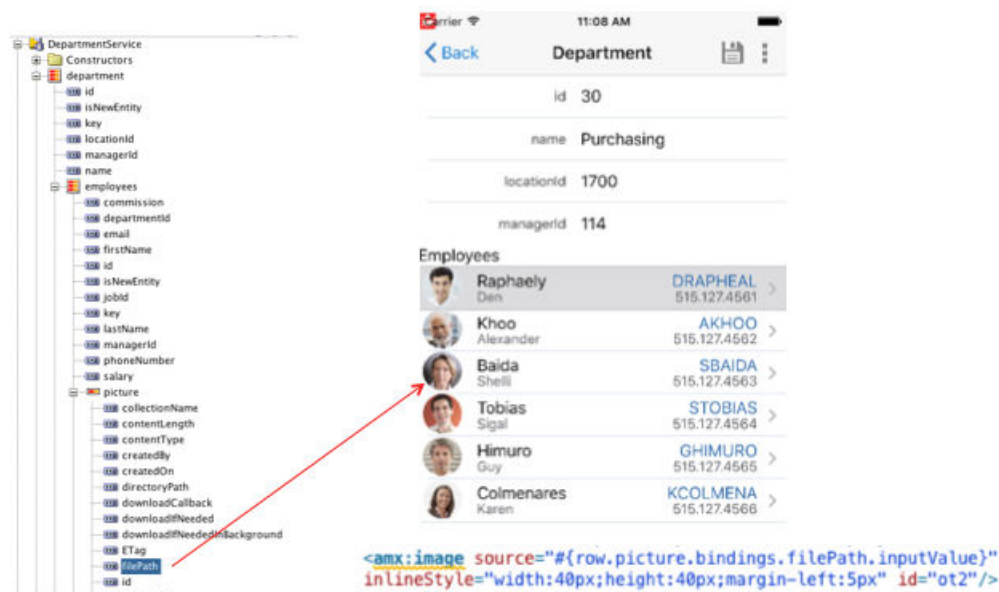 DepartmentService
Constructors
department
id
isNewEntity
key
locationId
managerId
name
employees
commission
departmentId
email
firstName
id
isNewEntity
jobId
key
lastName
managerId
phoneNumber
salary
picture
collectionName
contentLength
contentType
createdBy
createdOn
directoryPath
downloadCallback
downloadIfNeeded
downloadIfNeededInBackground
ETag
filePath
id
Carrier 11:08 AM
Back Department
id 30
name Purchasing
locationId 1700
managerId 114
Employees
Raphaely DRAPHEAL
Den 515.127.4561
Khoo AKHOO
Alexander 515.127.4562
Baida SBAIDA
Shelli 515.127.4563
Tobias STOBIAS
Sigal 515.127.4564
Himuro GHIMURO
Guy 515.127.4565
Colmenares KCOLMENA
Karen 515.127.4566
<amx:image source="#{row.picture.bindings.filePath.inputValue}"
inlineStyle="width:40px;height:40px;margin-left:5px" id="ot2"/>